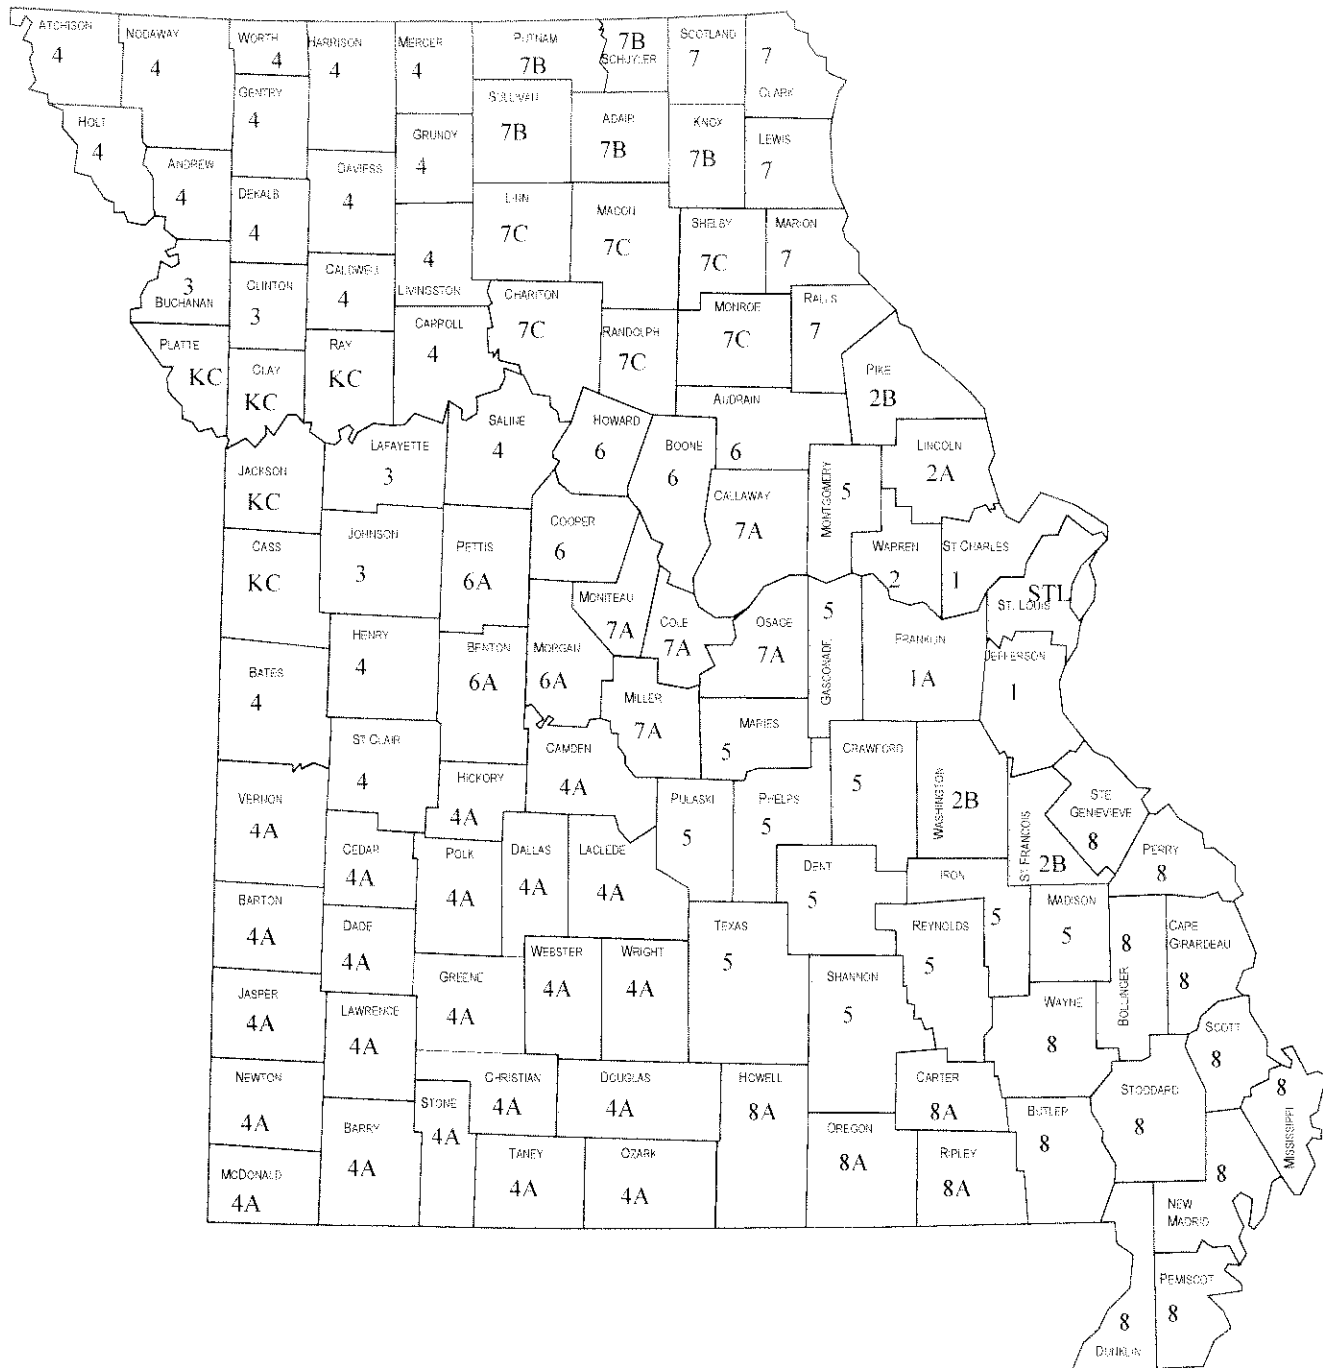 ATCHISON
4
NODAWAY
4
WORTH
4
HARRISON
4
MERCER
4
PUTNAM
7B
7B
SCHUYLER
SCOTLAND
7
7
CLARK
GENTRY
4
SULLIVAN
7B
ADAIR
7B
KNOX
7B
LEWIS
7
HOLT
4
ANDREW
4
DEKALB
4
DAVIESS
4
GRUNDY
4
LINN
7C
MACON
7C
SHELBY
7C
MARION
7
3
BUCHANAN
CLINTON
3
CALDWELL
4
4
LIVINGSTON
CHARITON
7C
RANDOLPH
7C
MONROE
7C
RALLS
7
PLATTE
KC
CLAY
KC
RAY
KC
CARROLL
4
PIKE
2B
AUDRAIN
6
JACKSON
KC
LAFAYETTE
3
SALINE
4
HOWARD
6
BOONE
6
CALLAWAY
7A
MONTGOMERY
5
LINCOLN
2A
CASS
KC
JOHNSON
3
PETTIS
6A
COOPER
6
WARREN
2
ST CHARLES
1
STL
ST. LOUIS
MONITEAU
7A
COLE
7A
OSAGE
7A
5
GASCONADE
FRANKLIN
1A
JEFFERSON
1
BATES
4
HENRY
4
BENTON
6A
MORGAN
6A
MILLER
7A
MARIES
5
ST CLAIR
4
HICKORY
4A
CAMDEN
4A
PULASKI
5
PHELPS
5
CRAWFORD
5
WASHINGTON
2B
ST FRANCOIS
2B
STE
GENEVIEVE
8
PERRY
8
VERNON
4A
CEDAR
4A
POLK
4A
DALLAS
4A
LACLEDE
4A
DENT
5
IRON
5
MADISON
5
8
BOLLINGER
CAPE
GIRARDEAU
8
BARTON
4A
DADE
4A
GREENE
4A
WEBSTER
4A
WRIGHT
4A
TEXAS
5
SHANNON
5
REYNOLDS
5
WAYNE
8
SCOTT
8
JASPER
4A
LAWRENCE
4A
CHRISTIAN
4A
DOUGLAS
4A
HOWELL
8A
CARTER
8A
BUTLER
8
STODDARD
8
8
MISSISSIPPI
NEWTON
4A
BARRY
4A
STONE
4A
TANEY
4A
OZARK
4A
OREGON
8A
RIPLEY
8A
MCDONALD
4A
8
NEW
MADRID
PEMISCOT
8
8
DUNKLIN